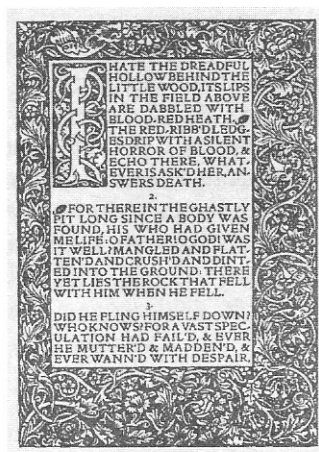 I HATE THE DREADFUL
HOLLOW BEHIND THE
LITTLE WOOD, ITS LIPS
IN THE FIELD ABOVE
ARE DABBLED WITH
BLOOD-RED HEATH,
THE RED-RIBB'D LEDG-
ES DRIP WITH A SILENT
HORROR OF BLOOD, &
ECHO THERE, WHAT-
EVER IS ASK'D HER, AN-
SWERS DEATH.
2.
FOR THERE IN THE GHASTLY
PIT LONG SINCE A BODY WAS
FOUND, HIS WHO HAD GIVEN
ME LIFE: O FATHER! O GOD! WAS
IT WELL? MANGLED AND FLAT-
TEN'D AND CRUSH'D AND DINT-
ED INTO THE GROUND: THERE
YET LIES THE ROCK THAT FELL
WITH HIM WHEN HE FELL.
3.
DID HE FLING HIMSELF DOWN?
WHO KNOWS? FOR A VAST SPEC-
ULATION HAD FAIL'D, & EVER
HE MUTTER'D & MADDEN'D, &
EVER WANN'D WITH DESPAIR,